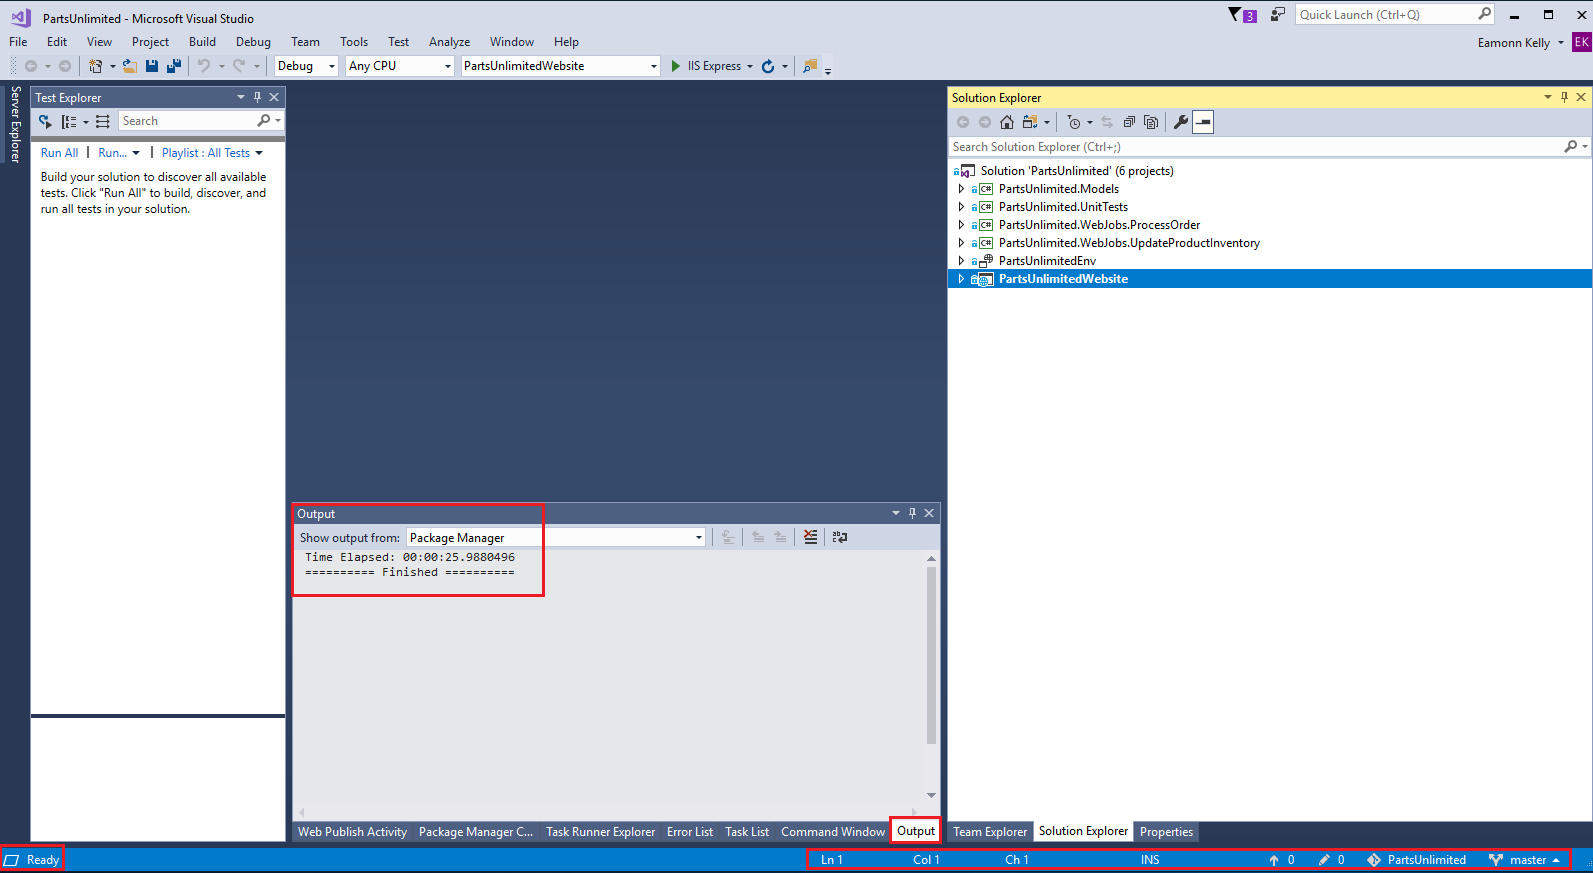 PartsUnlimited - Microsoft Visual Studio
3
Quick Launch (Ctrl+Q)
File Edit View Project Build Debug Team Tools Test Analyze Window Help
Eamonn Kelly EK
Debug Any CPU PartsUnlimitedWebsite IIS Express
Server Explorer
Test Explorer
Search
Run All | Run... | Playlist : All Tests
Build your solution to discover all available
tests. Click "Run All" to build, discover, and
run all tests in your solution.
Output
Show output from: Package Manager
Time Elapsed: 00:00:25.9880496
========== Finished ==========
Web Publish Activity Package Manager C... Task Runner Explorer Error List Task List Command Window Output
Solution Explorer
Search Solution Explorer (Ctrl+;)
Solution 'PartsUnlimited' (6 projects)
C# PartsUnlimited.Models
C# PartsUnlimited.UnitTests
C# PartsUnlimited.WebJobs.ProcessOrder
C# PartsUnlimited.WebJobs.UpdateProductInventory
PartsUnlimitedEnv
PartsUnlimitedWebsite
Team Explorer Solution Explorer Properties
Ready Ln 1 Col 1 Ch 1 INS 0 0 PartsUnlimited master